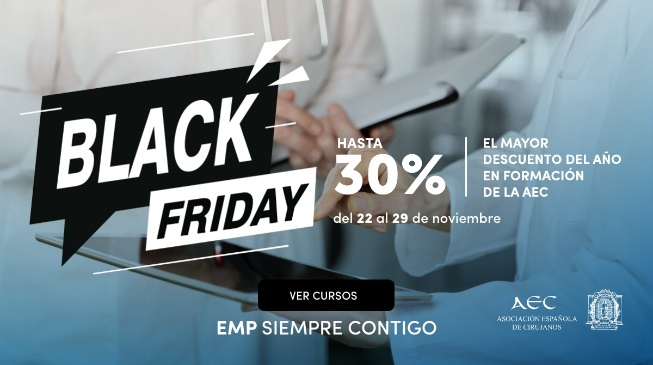 BLACK
FRIDAY
HASTA
30%
EL MAYOR
DESCUENTO DEL AÑO
EN FORMACIÓN
DE LA AEC
del 22 al 29 de noviembre
VER CURSOS
EMP SIEMPRE CONTIGO
AEC
ASOCIACIÓN ESPAÑOLA
DE CIRUJANOS